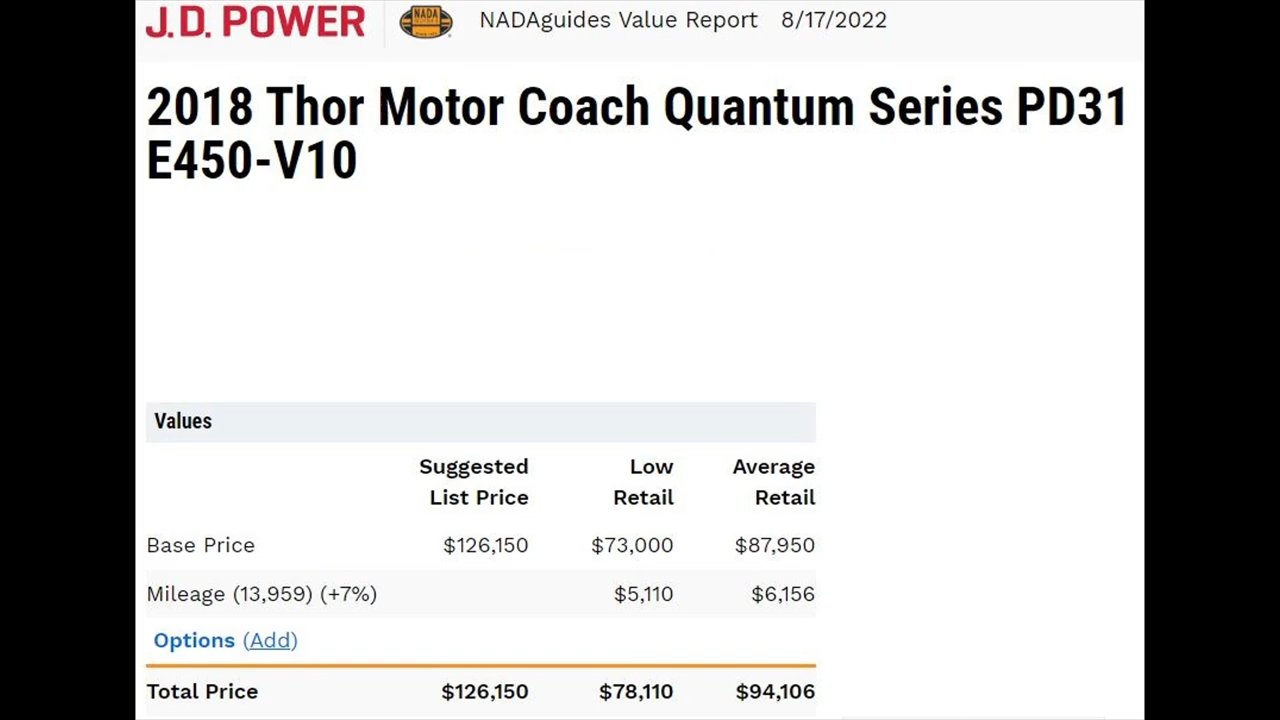 J.D. POWER NADA NADAguides Value Report 8/17/2022
2018 Thor Motor Coach Quantum Series PD31
E450-V10
Values
Suggested Low Average
List Price Retail Retail
Base Price $126,150 $73,000 $87,950
Mileage (13,959) (+7%) $5,110 $6,156
Options (Add)
Total Price $126,150 $78,110 $94,106